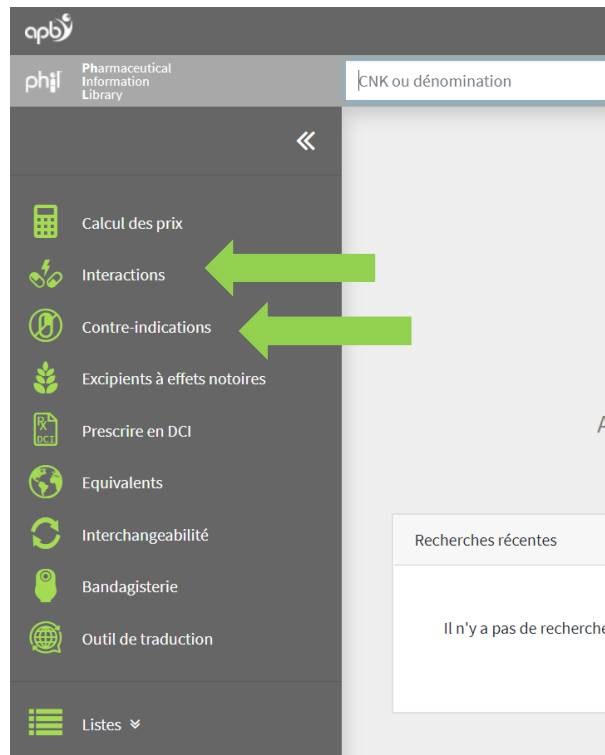 apb
phil
Pharmaceutical
Information
Library
CNK ou dénomination
Calcul des prix
Interactions
Contre-indications
Excipients à effets notoires
RX
DCI
Prescrire en DCI
Equivalents
Interchangeabilité
Bandagisterie
Outil de traduction
Listes
A
Recherches récentes
Il n'y a pas de recherche